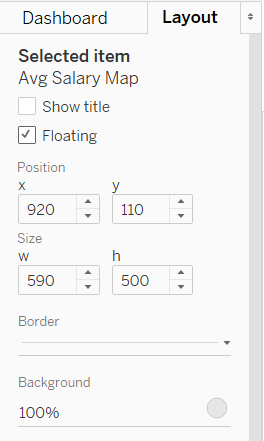 Dashboard Layout
Selected item
Avg Salary Map
Show title
Floating
Position
x y
920 110
Size
w h
590 500
Border
Background
100%